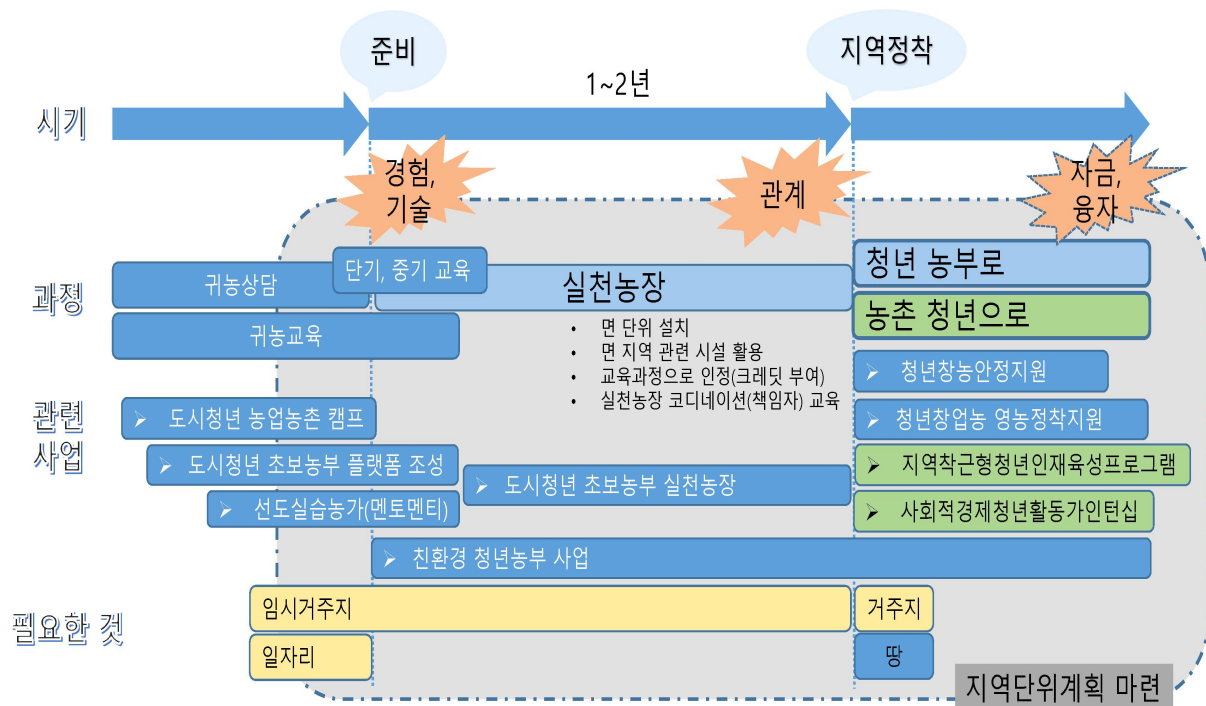 준비
지역정착
1~2년
시기
경험,
기술
관계
자금,
융자
과정
귀농상담
단기, 중기 교육
실천농장
청년 농부로
귀농교육
농촌 청년으로
• 면 단위 설치
• 면 지역 관련 시설 활용
• 교육과정으로 인정(크레딧 부여)
• 실천농장 코디네이션(책임자) 교육
관련
사업
➢ 청년창농안정지원
➢ 도시청년 농업농촌 캠프
➢ 청년창업농 영농정착지원
➢ 도시청년 초보농부 플랫폼 조성
➢ 도시청년 초보농부 실천농장
➢ 지역착근형청년인재육성프로그램
➢ 선도실습농가(멘토멘티)
➢ 사회적경제청년활동가인턴십
➢ 친환경 청년농부 사업
필요한 것
임시거주지
거주지
일자리
땅
지역단위계획 마련